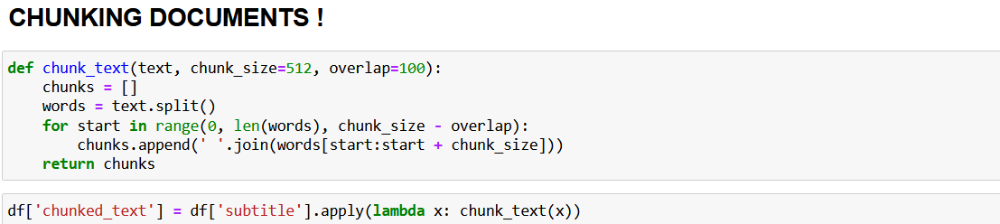 CHUNKING DOCUMENTS !
def chunk_text(text, chunk_size=512, overlap=100):
    chunks = []
    words = text.split()
    for start in range(0, len(words), chunk_size - overlap):
        chunks.append(' '.join(words[start:start + chunk_size]))
    return chunks
df['chunked_text'] = df['subtitle'].apply(lambda x: chunk_text(x))